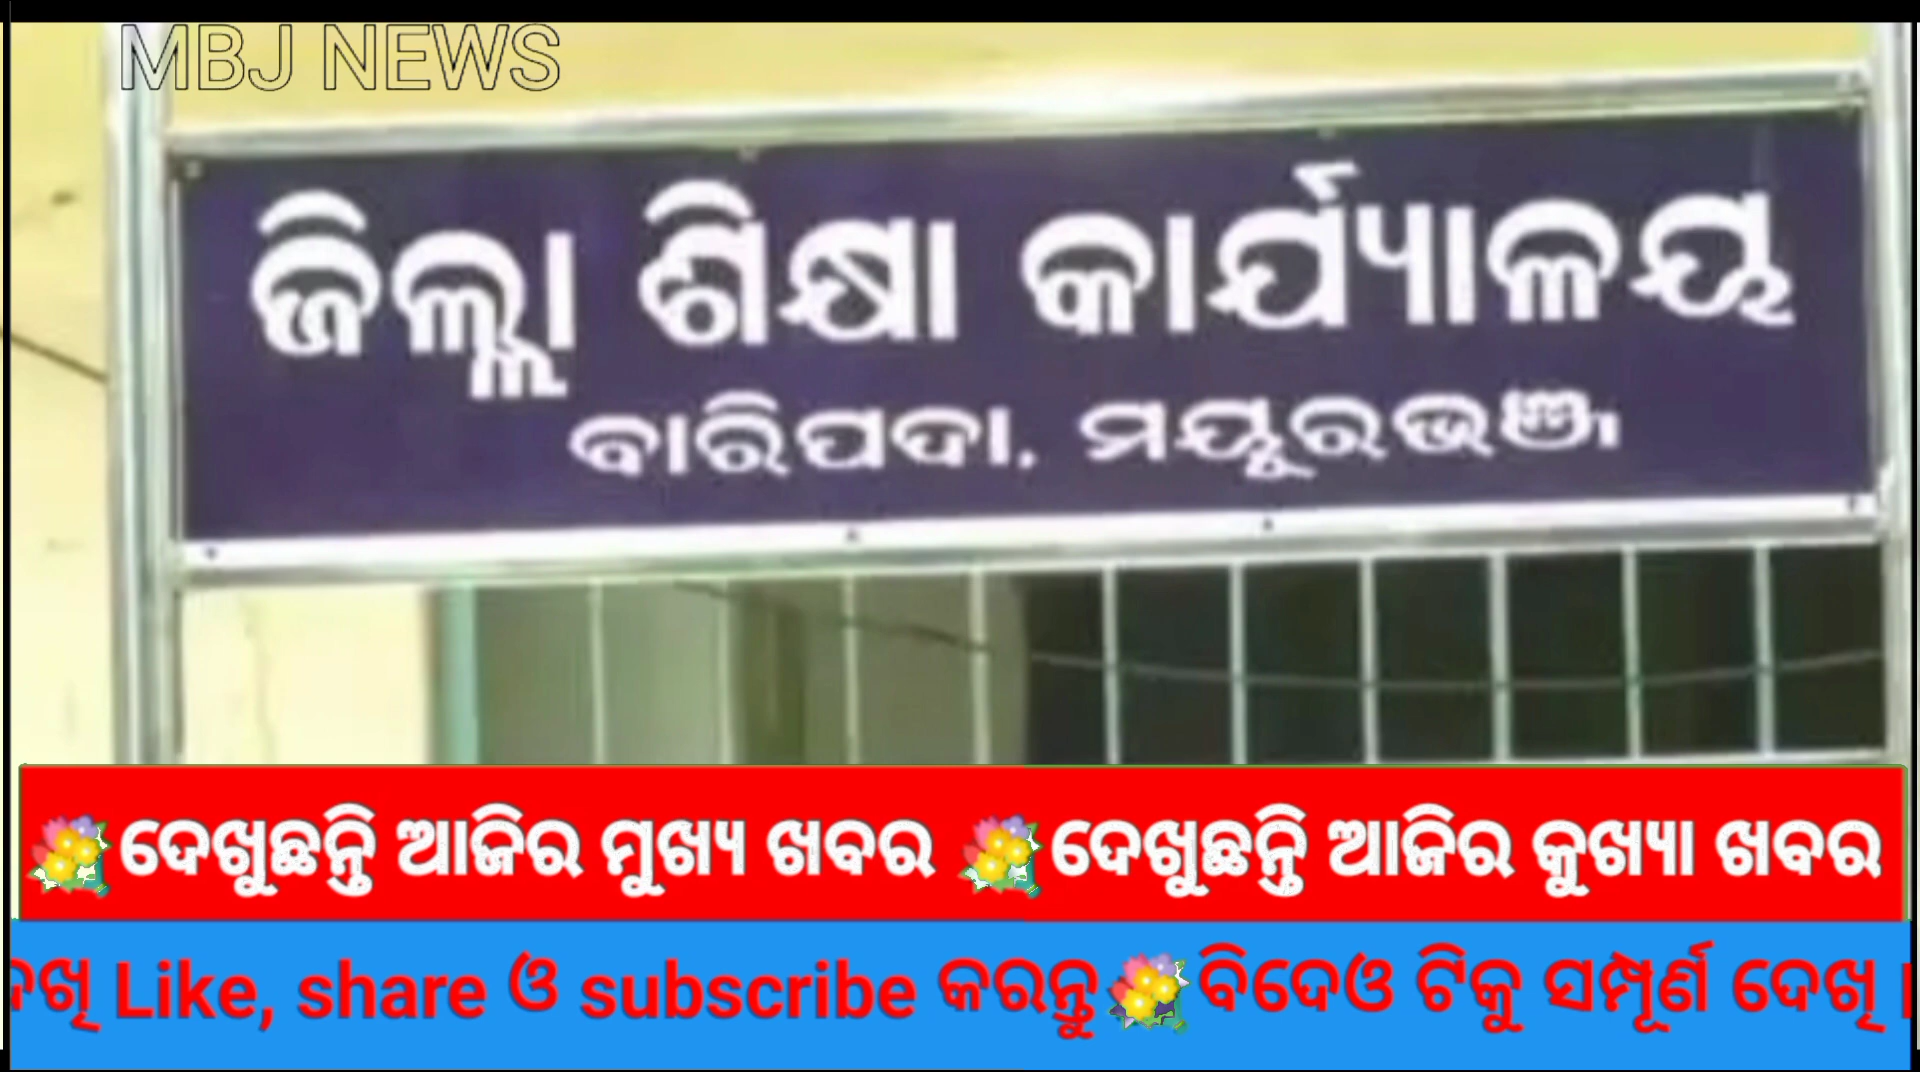 MBJ NEWS
ଜିଲ୍ଲା ଶିକ୍ଷା କାର୍ଯ୍ୟାଳୟ
ବାରିପଦା, ମୟୂରଭଞ୍ଜ
ଦେଖୁଛନ୍ତି ଆଜିର ମୁଖ୍ୟ ଖବର ଦେଖୁଛନ୍ତି ଆଜିର କୁଖ୍ୟା ଖବର
Like, share ଓ subscribe କରନ୍ତୁ ବିଦେଓ ଟିକୁ ସମ୍ପୂର୍ଣ ଦେଖି